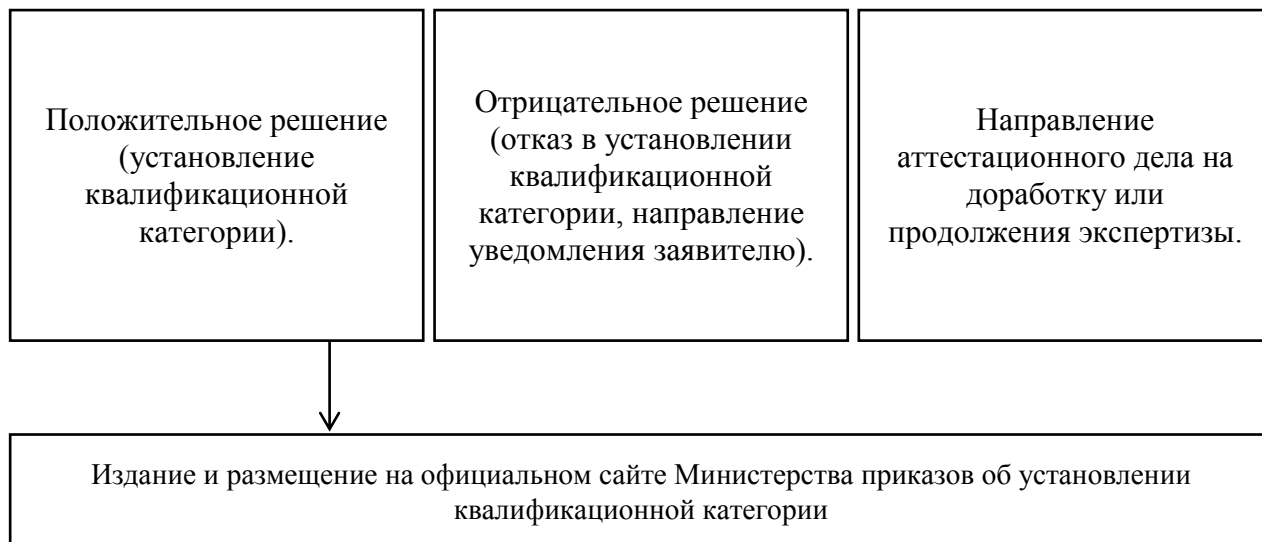 Положительное решение
(установление
квалификационной
категории).
Отрицательное решение
(отказ в установлении
квалификационной
категории, направление
уведомления заявителю).
Направление
аттестационного дела на
доработку или
продолжения экспертизы.
Издание и размещение на официальном сайте Министерства приказов об установлении
квалификационной категории